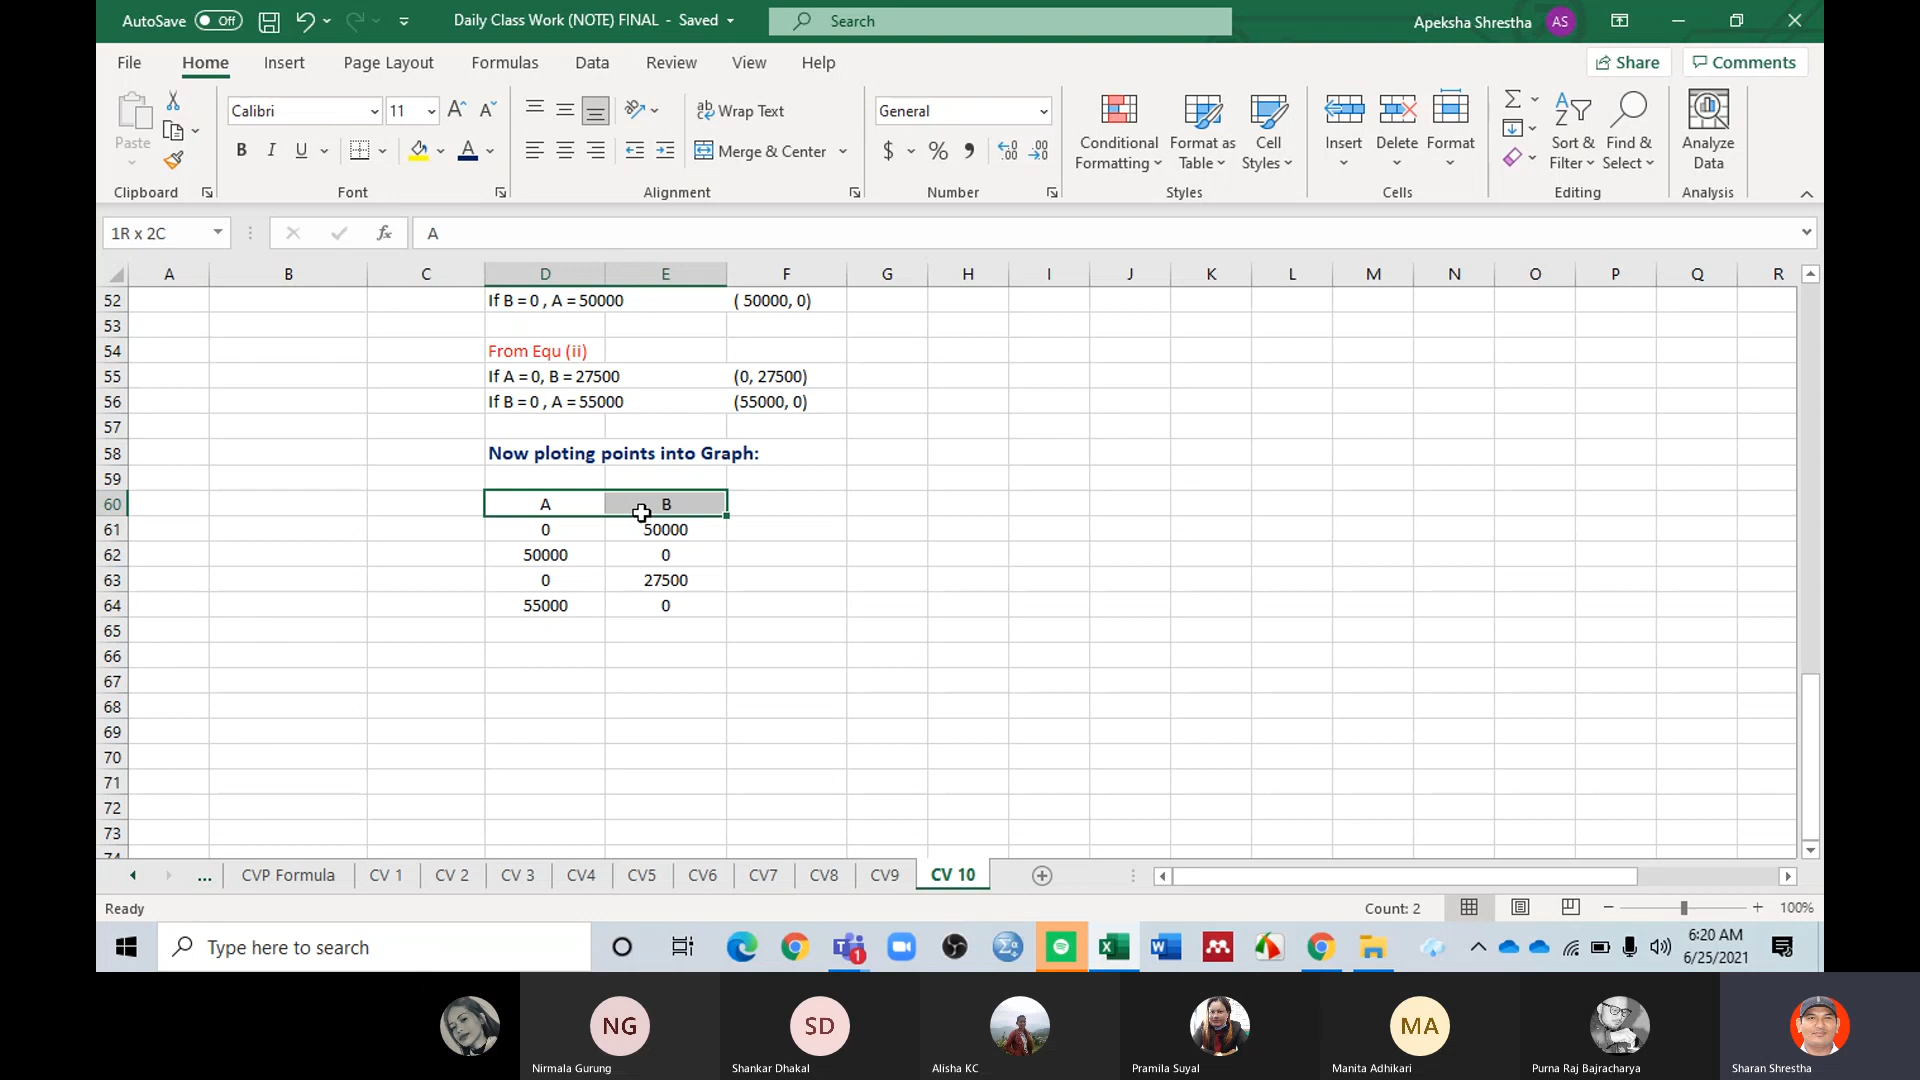 AutoSave Off Daily Class Work (NOTE) FINAL - Saved Search Apeksha Shrestha AS
File Home Insert Page Layout Formulas Data Review View Help Share Comments
Paste Calibri 11 Wrap Text General Conditional Formatting Format as Table Cell Styles Insert Delete Format Sort & Filter Find & Select Analyze Data
B I U Merge & Center $ % 9
Clipboard Font Alignment Number Styles Cells Editing Analysis
1R x 2C fx A
A B C D E F G H I J K L M N O P Q R
52 If B = 0 , A = 50000 ( 50000, 0)
53
54 From Equ (ii)
55 If A = 0, B = 27500 (0, 27500)
56 If B = 0 , A = 55000 (55000, 0)
57
58 Now ploting points into Graph:
59
60 A B
61 0 50000
62 50000 0
63 0 27500
64 55000 0
65
66
67
68
69
70
71
72
73
74
... CVP Formula CV 1 CV 2 CV 3 CV4 CV5 CV6 CV7 CV8 CV9 CV 10
Ready Count: 2 100%
Type here to search 1 6:20 AM
6/25/2021
NG SD MA
Nirmala Gurung Shankar Dhakal Alisha KC Pramila Suyal Manita Adhikari Purna Raj Bajracharya Sharan Shrestha